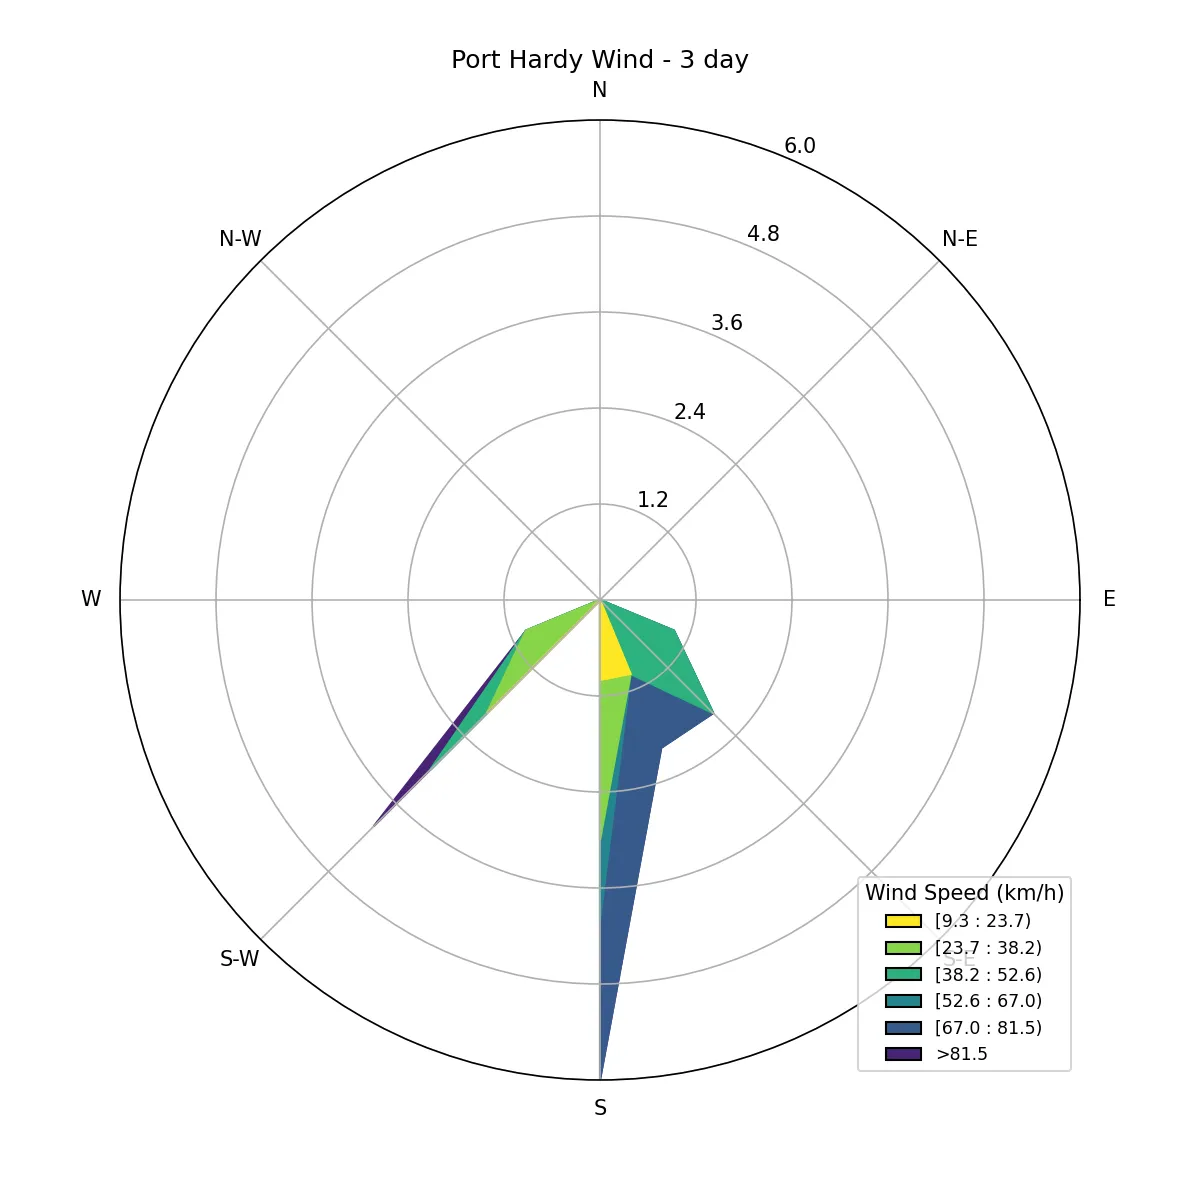 Port Hardy Wind - 3 day
N
6.0
N-W
4.8
N-E
3.6
2.4
1.2
W
E
S-W
S-E
Wind Speed (km/h)
[9.3 : 23.7)
[23.7 : 38.2)
[38.2 : 52.6)
[52.6 : 67.0)
[67.0 : 81.5)
>81.5
S